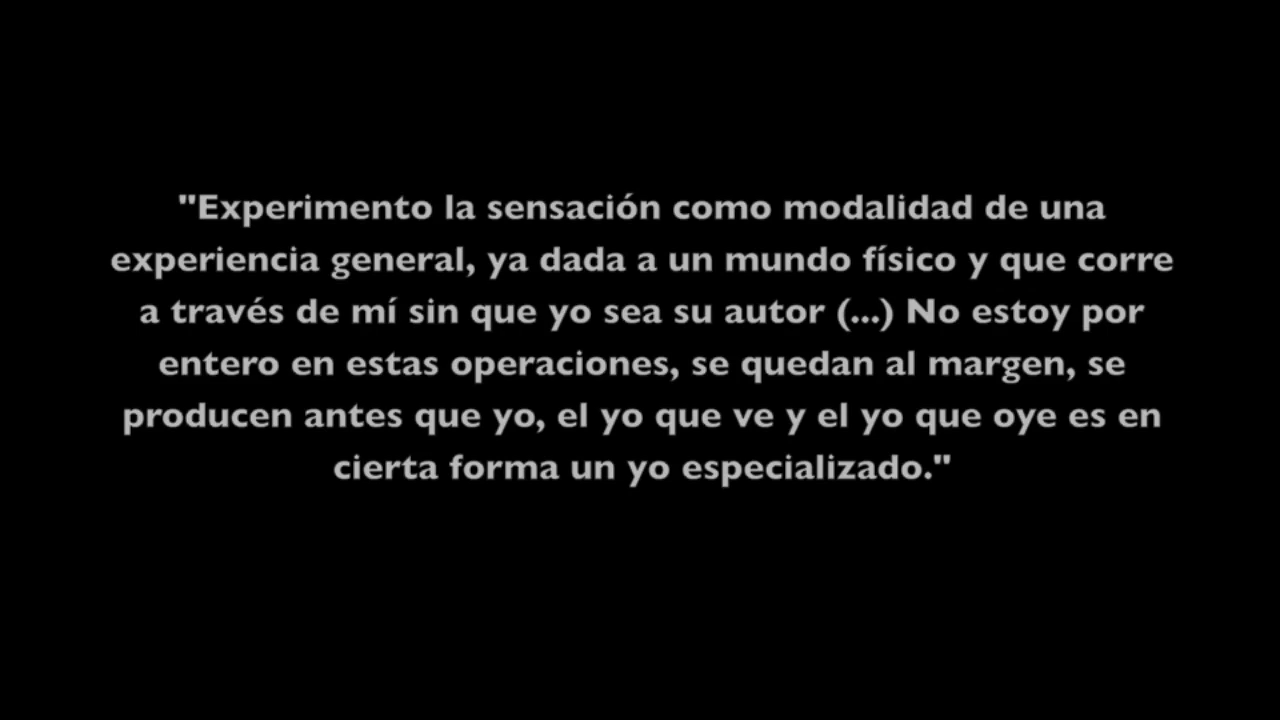 "Experimento la sensación como modalidad de una
experiencia general, ya dada a un mundo físico y que corre
a través de mí sin que yo sea su autor (...) No estoy por
entero en estas operaciones, se quedan al margen, se
producen antes que yo, el yo que ve y el yo que oye es en
cierta forma un yo especializado."